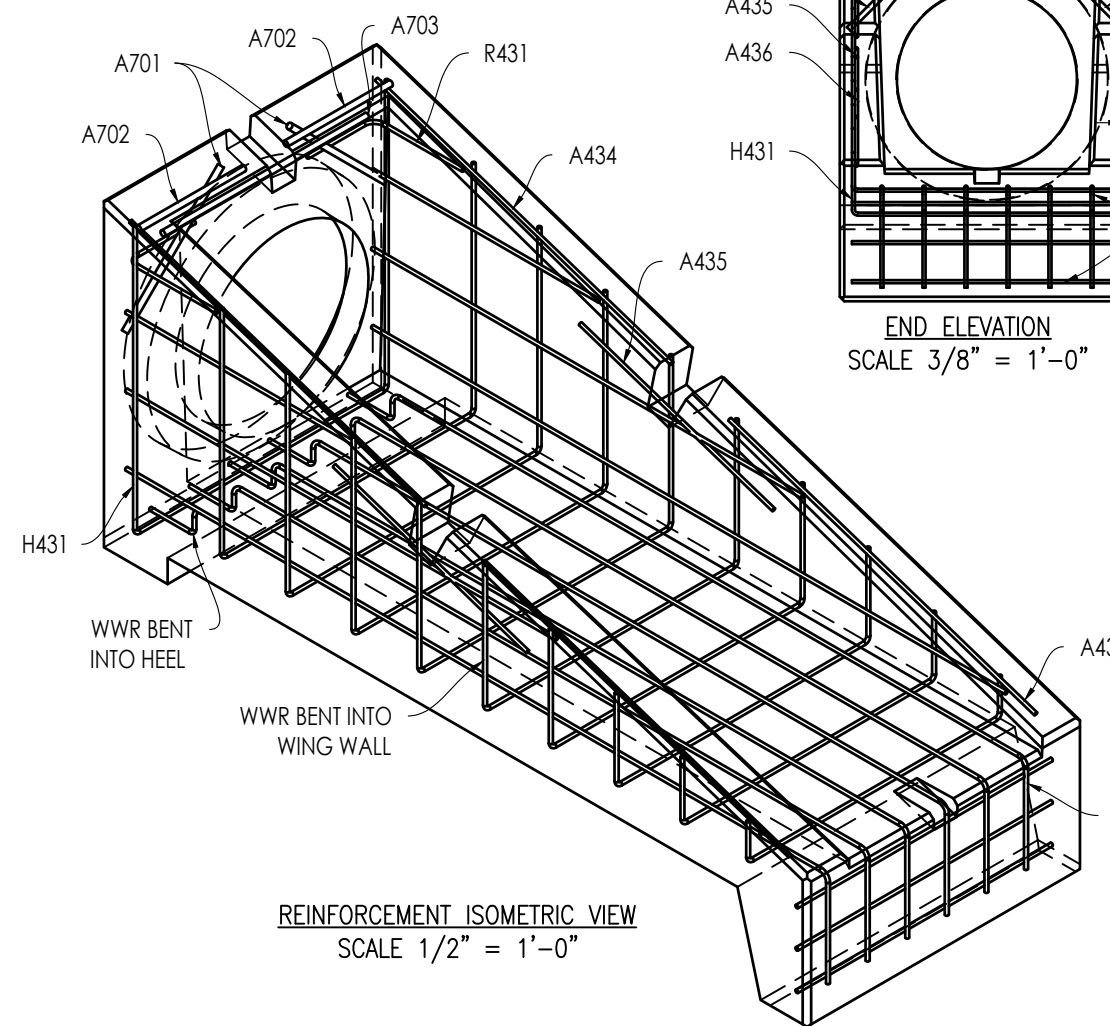 A703
A702
R431
A701
A702
A434
A435
H431
WWR BENT
INTO HEEL
WWR BENT INTO
WING WALL
REINFORCEMENT ISOMETRIC VIEW
SCALE 1/2" = 1'-0"
A435
A436
H431
END ELEVATION
SCALE 3/8" = 1'-0"